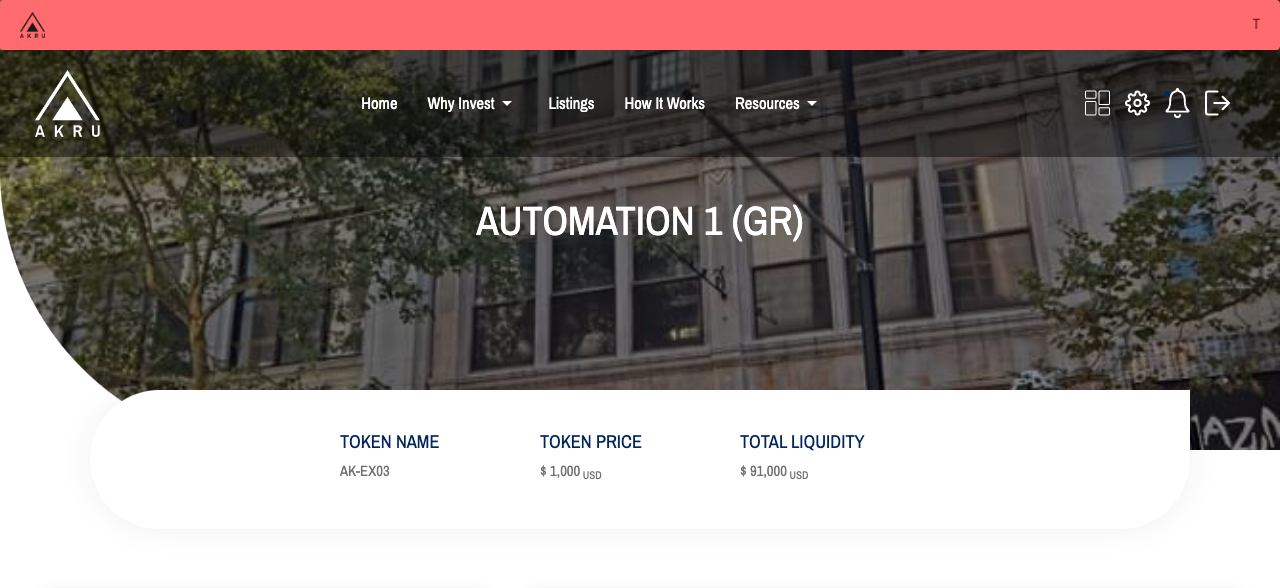 AKRU
T
AKRU
Home
Why Invest
Listings
How It Works
Resources
AUTOMATION 1 (GR)
TOKEN NAME
TOKEN PRICE
TOTAL LIQUIDITY
AK-EX03
$ 1,000 USD
$ 91,000 USD